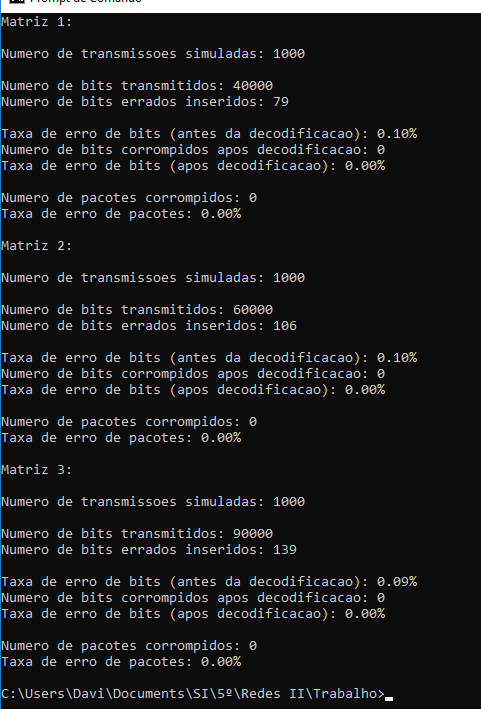 Prompt de Comando
Matriz 1:
Numero de transmissoes simuladas: 1000
Numero de bits transmitidos: 40000
Numero de bits errados inseridos: 79
Taxa de erro de bits (antes da decodificacao): 0.10%
Numero de bits corrompidos apos decodificacao: 0
Taxa de erro de bits (apos decodificacao): 0.00%
Numero de pacotes corrompidos: 0
Taxa de erro de pacotes: 0.00%
Matriz 2:
Numero de transmissoes simuladas: 1000
Numero de bits transmitidos: 60000
Numero de bits errados inseridos: 106
Taxa de erro de bits (antes da decodificacao): 0.10%
Numero de bits corrompidos apos decodificacao: 0
Taxa de erro de bits (apos decodificacao): 0.00%
Numero de pacotes corrompidos: 0
Taxa de erro de pacotes: 0.00%
Matriz 3:
Numero de transmissoes simuladas: 1000
Numero de bits transmitidos: 90000
Numero de bits errados inseridos: 139
Taxa de erro de bits (antes da decodificacao): 0.09%
Numero de bits corrompidos apos decodificacao: 0
Taxa de erro de bits (apos decodificacao): 0.00%
Numero de pacotes corrompidos: 0
Taxa de erro de pacotes: 0.00%
C:\Users\Davi\Documents\SI\5º\Redes II\Trabalho>